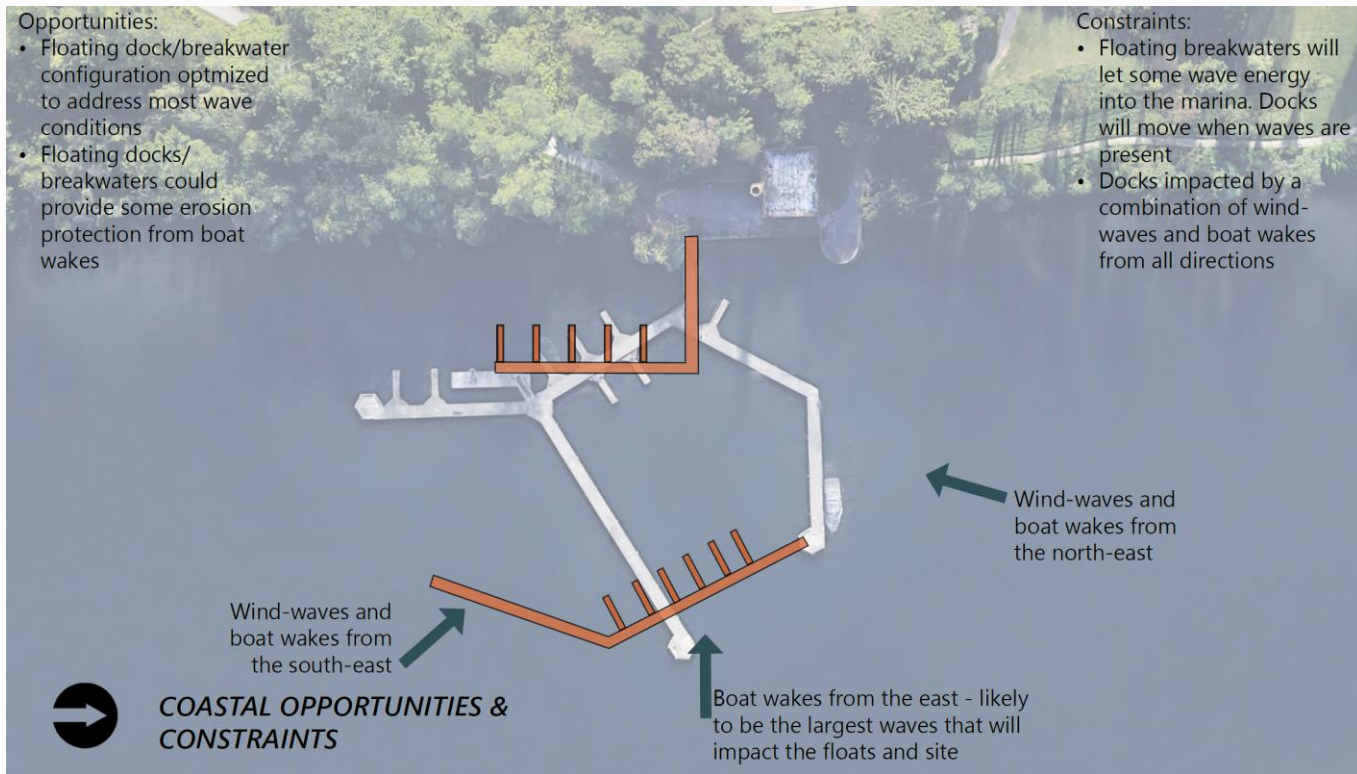 Opportunities:
• Floating dock/breakwater
configuration optmized
to address most wave
conditions
• Floating docks/
breakwaters could
provide some erosion
protection from boat
wakes
Constraints:
• Floating breakwaters will
let some wave energy
into the marina. Docks
will move when waves are
present
• Docks impacted by a
combination of wind-
waves and boat wakes
from all directions
Wind-waves and
boat wakes from
the north-east
Wind-waves and
boat wakes from
the south-east
Boat wakes from the east - likely
to be the largest waves that will
impact the floats and site
COASTAL OPPORTUNITIES &
CONSTRAINTS